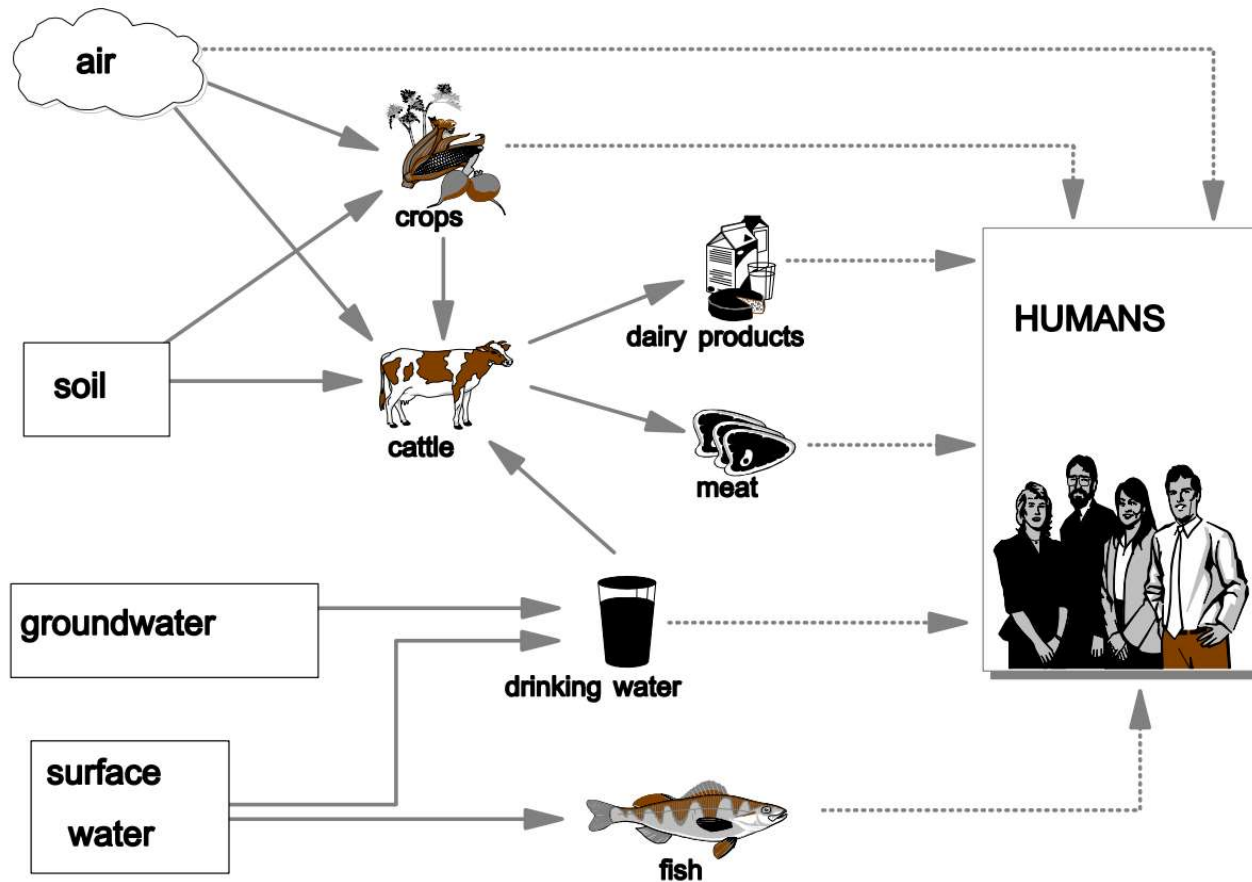 air
crops
dairy products
HUMANS
soil
cattle
meat
groundwater
drinking water
surface
water
fish